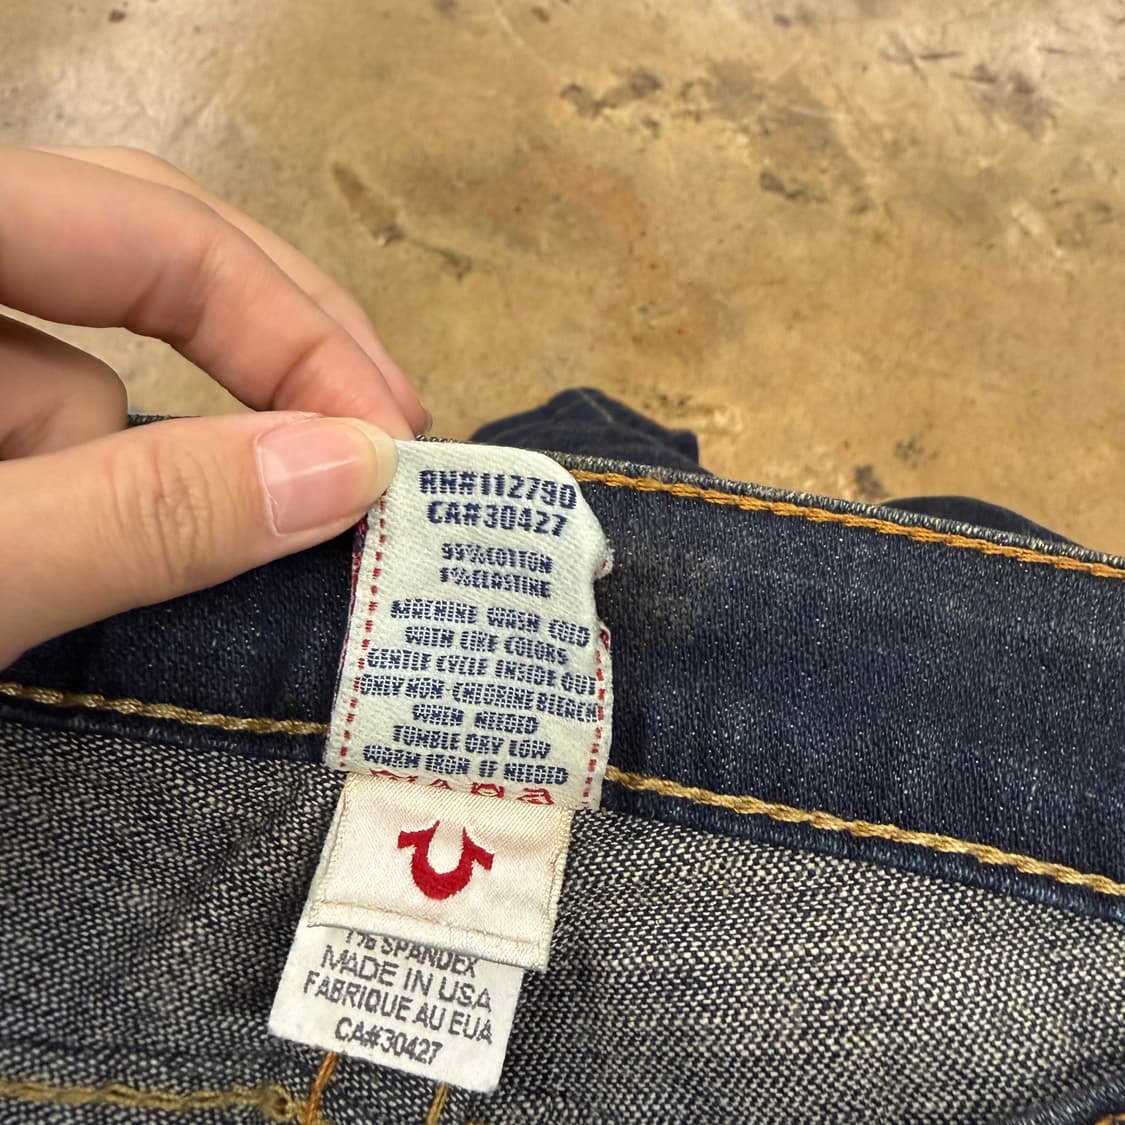 RN#112790
CA#30427
99%COTTON
1%ELASTINE
MACHINE WASH COLD
WITH LIKE COLORS
GENTLE CYCLE INSIDE OUT
ONLY NON-CHLORINE BLEACH
WHEN NEEDED
TUMBLE DRY LOW
WARM IRON IF NEEDED
1% SPANDEX
MADE IN USA
FABRIQUE AU EUA
CA#30427